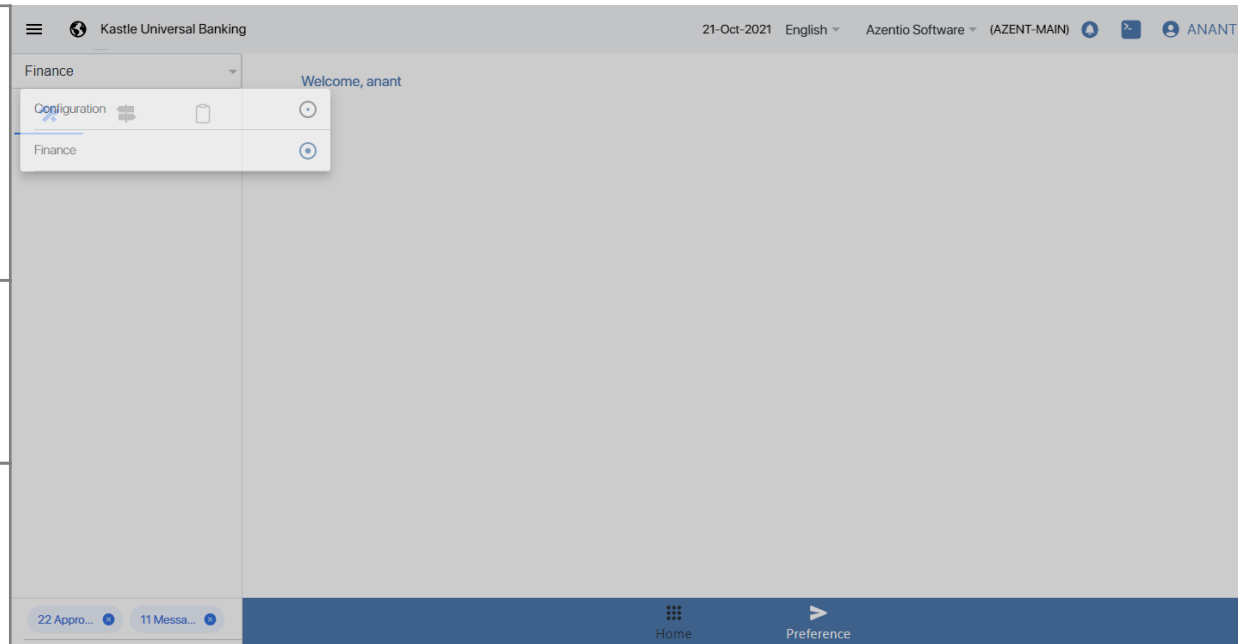 Kastle Universal Banking 21-Oct-2021 English Azentio Software (AZENT-MAIN) ANANT
Finance
Welcome, anant
Configuration
Finance
22 Appro... 11 Messa...
Home Preference